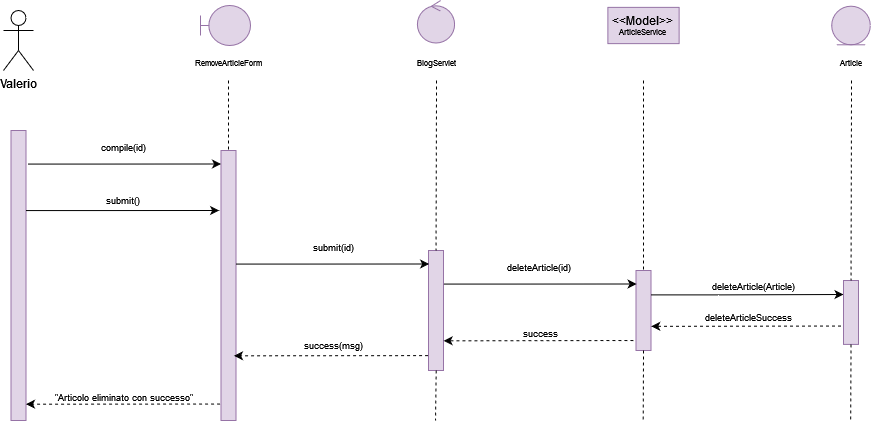 <<Model>>
ArticleService
Valerio
RemoveArticleForm
BlogServlet
Article
compile(id)
submit()
submit(id)
deleteArticle(id)
deleteArticle(Article)
deleteArticleSuccess
success
success(msg)
"Articolo eliminato con successo"